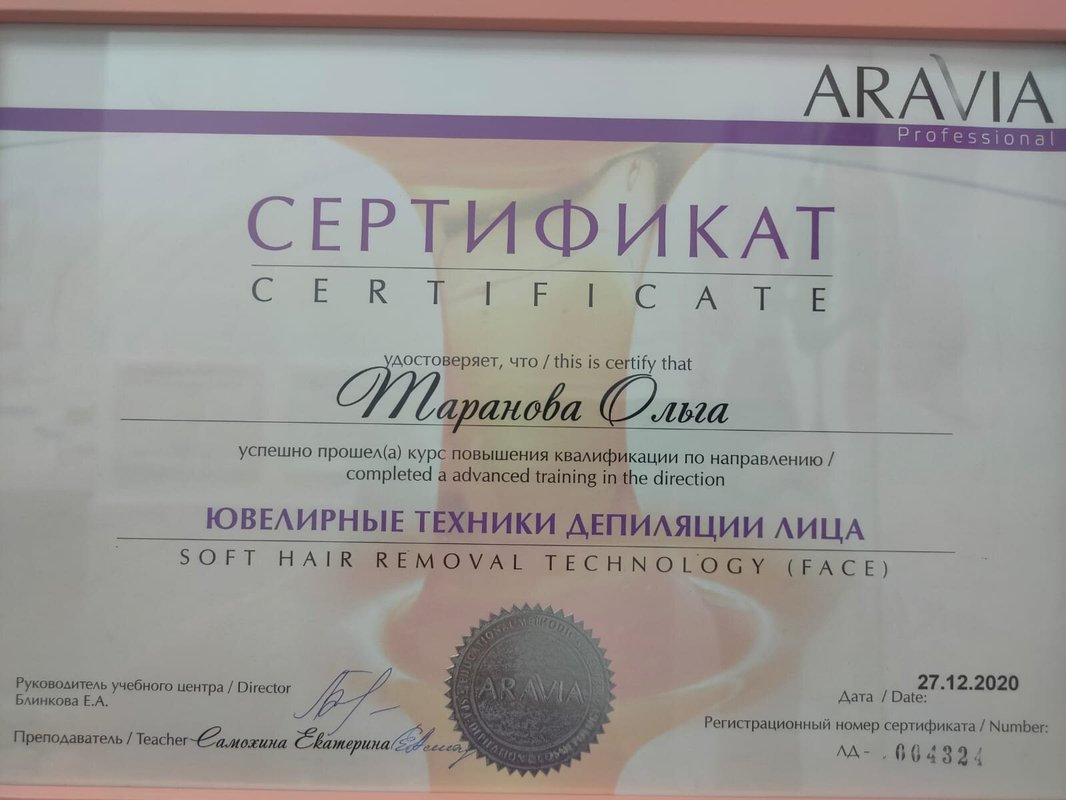 ARAVIA
Professional
СЕРТИФИКАТ
CERTIFICATE
удостоверяет, что / this is certify that
Таранова Ольга
успешно прошел(а) курс повышения квалификации по направлению /
completed a advanced training in the direction
ЮВЕЛИРНЫЕ ТЕХНИКИ ДЕПИЛЯЦИИ ЛИЦА
SOFT HAIR REMOVAL TECHNOLOGY (FACE)
ARAVIA
Руководитель учебного центра / Director
Блинкова Е.А.
Преподаватель / Teacher Самохина Екатерина
27.12.2020
Дата / Date:
Регистрационный номер сертификата / Number:
ЛД - 004324